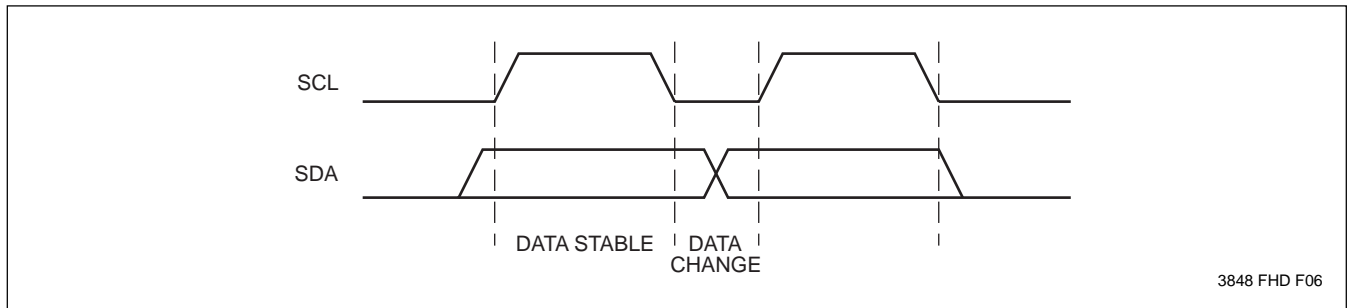 SCL
SDA
DATA STABLE
DATA
CHANGE
3848 FHD F06